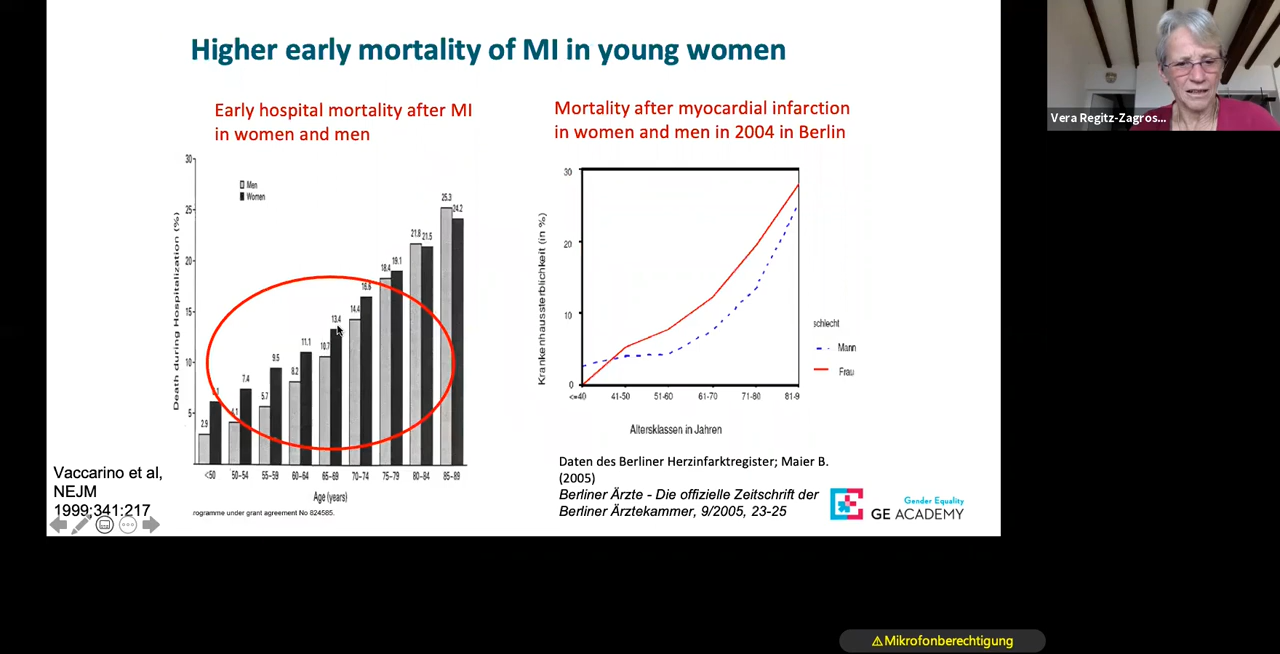 Higher early mortality of MI in young women
Early hospital mortality after MI
in women and men
Mortality after myocardial infarction
in women and men in 2004 in Berlin
Vera Regitz-Zagros...
Death during Hospitalization (%)
30
25
20
15
10
5
Men
Women
2.9
7.4
5.7
9.5
8.2
11.1
10.7
13.4
14.4
16.6
18.4
19.1
21.8
21.5
25.3
24.2
<50
50-54
55-59
60-64
65-69
70-74
75-79
80-84
85-89
Age (years)
Krankenhaussterblichkeit (in %)
30
20
10
0
<=40
41-50
51-60
61-70
71-80
81-9
Altersklassen in Jahren
schlecht
Mann
Frau
Vaccarino et al,
NEJM
1999;341:217
rogramme under grant agreement No 824585.
Daten des Berliner Herzinfarktregister; Maier B.
(2005)
Berliner Ärzte - Die offizielle Zeitschrift der
Berliner Ärztekammer, 9/2005, 23-25
Gender Equality
GE ACADEMY
Mikrofonberechtigung